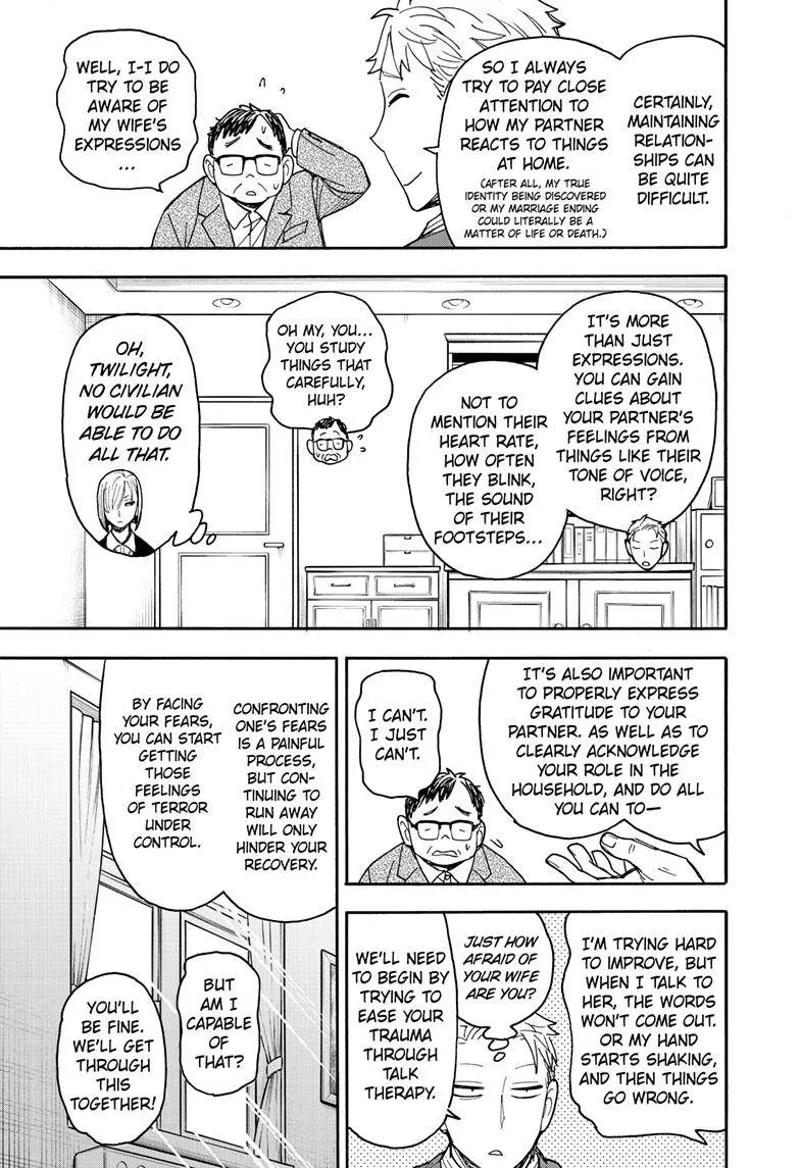 CERTAINLY,
MAINTAINING
RELATION-
SHIPS CAN
BE QUITE
DIFFICULT.
SO I ALWAYS
TRY TO PAY CLOSE
ATTENTION TO
HOW MY PARTNER
REACTS TO THINGS
AT HOME.
(AFTER ALL, MY TRUE
IDENTITY BEING DISCOVERED
OR MY MARRIAGE ENDING
COULD LITERALLY BE A
MATTER OF LIFE OR DEATH.)
WELL, I-I DO
TRY TO BE
AWARE OF
MY WIFE'S
EXPRESSIONS
...
IT'S MORE
THAN JUST
EXPRESSIONS.
YOU CAN GAIN
CLUES ABOUT
YOUR PARTNER'S
FEELINGS FROM
THINGS LIKE THEIR
TONE OF VOICE,
RIGHT?
NOT TO
MENTION THEIR
HEART RATE,
HOW OFTEN
THEY BLINK,
THE SOUND
OF THEIR
FOOTSTEPS...
OH MY, YOU...
YOU STUDY
THINGS THAT
CAREFULLY,
HUH?
OH,
TWILIGHT,
NO CIVILIAN
WOULD BE
ABLE TO DO
ALL THAT.
IT'S ALSO IMPORTANT
TO PROPERLY EXPRESS
GRATITUDE TO YOUR
PARTNER. AS WELL AS TO
CLEARLY ACKNOWLEDGE
YOUR ROLE IN THE
HOUSEHOLD, AND DO ALL
YOU CAN TO—
I CAN'T.
I JUST
CAN'T.
I'M TRYING HARD
TO IMPROVE, BUT
WHEN I TALK TO
HER, THE WORDS
WON'T COME OUT.
OR MY HAND
STARTS SHAKING,
AND THEN THINGS
GO WRONG.
JUST HOW
AFRAID OF
YOUR WIFE
ARE YOU?
WE'LL NEED
TO BEGIN BY
TRYING TO
EASE YOUR
TRAUMA
THROUGH
TALK
THERAPY.
CONFRONTING
ONE'S FEARS
IS A PAINFUL
PROCESS,
BUT CON-
TINUING TO
RUN AWAY
WILL ONLY
HINDER YOUR
RECOVERY.
BY FACING
YOUR FEARS,
YOU CAN START
GETTING
THOSE
FEELINGS
OF TERROR
UNDER
CONTROL.
BUT
AM I
CAPABLE
OF
THAT?
YOU'LL
BE FINE.
WE'LL GET
THROUGH
THIS
TOGETHER!